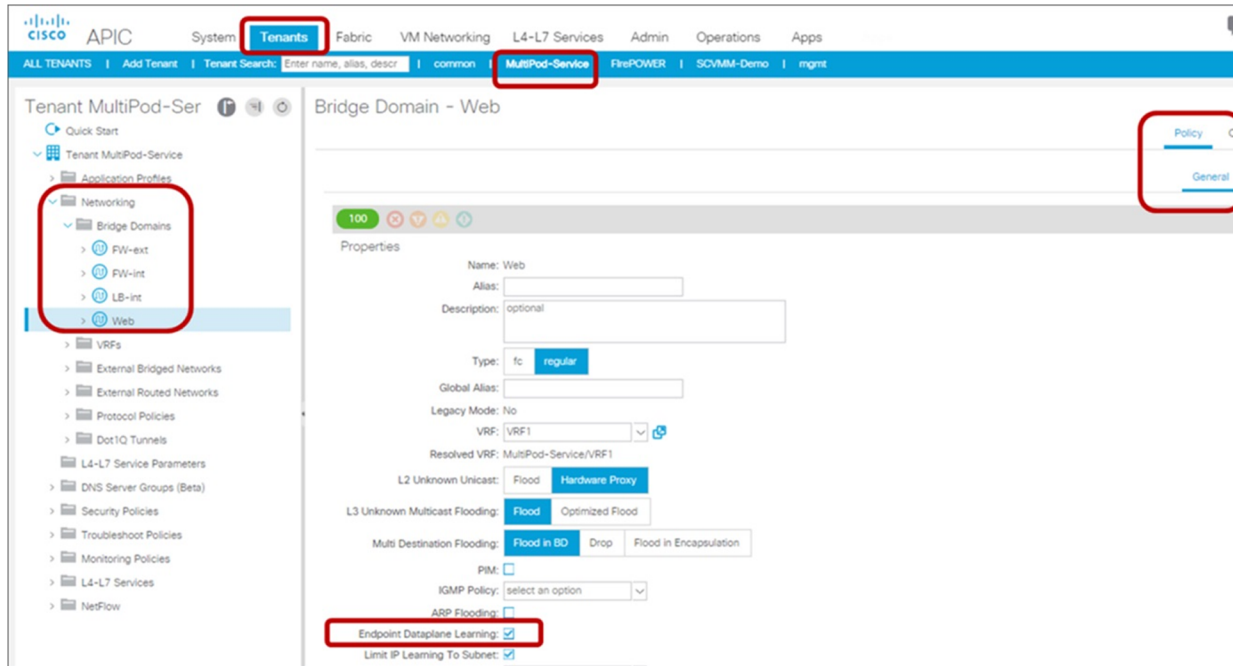 CISCO APIC System Tenants Fabric VM Networking L4-L7 Services Admin Operations Apps
ALL TENANTS | Add Tenant | Tenant Search: Enter name, alias, descr | common | MultiPod-Service FirePOWER | SCVMM-Demo | mgmt
Tenant MultiPod-Ser
Quick Start
Tenant MultiPod-Service
Application Profiles
Networking
Bridge Domains
FW-ext
FW-int
LB-int
Web
VRFs
External Bridged Networks
External Routed Networks
Protocol Policies
Dot1Q Tunnels
L4-L7 Service Parameters
DNS Server Groups (Beta)
Security Policies
Troubleshoot Policies
Monitoring Policies
L4-L7 Services
NetFlow
Bridge Domain - Web
Policy
General
100
Properties
Name: Web
Alias:
Description: optional
Type: fc regular
Global Alias:
Legacy Mode: No
VRF: VRF1
Resolved VRF: MultiPod-Service/VRF1
L2 Unknown Unicast: Flood Hardware Proxy
L3 Unknown Multicast Flooding: Flood Optimized Flood
Multi Destination Flooding: Flood in BD Drop Flood in Encapsulation
PIM:
IGMP Policy: select an option
ARP Flooding:
Endpoint Dataplane Learning:
Limit IP Learning To Subnet: